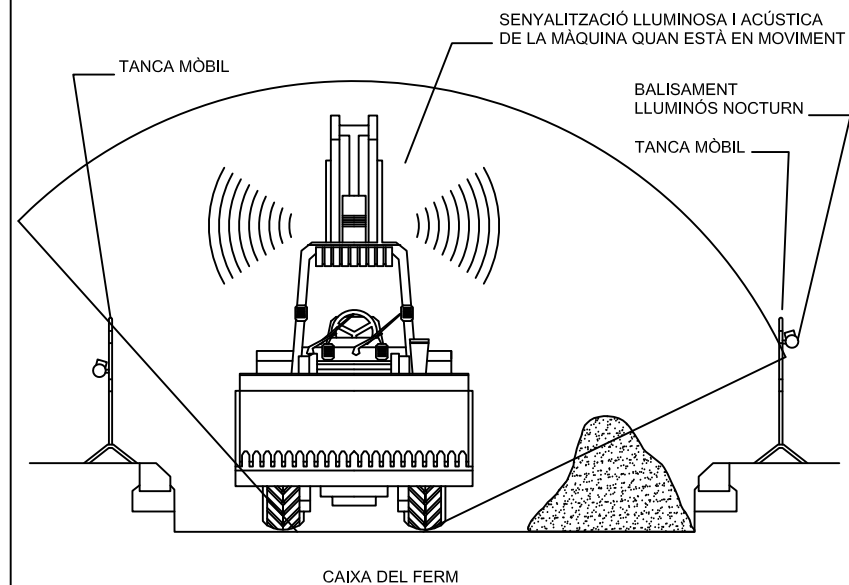 SENYALITZACIÓ LLUMINOSA I ACÚSTICA
DE LA MÀQUINA QUAN ESTÀ EN MOVIMENT
TANCA MÒBIL
BALISAMENT
LLUMINÓS NOCTURN
TANCA MÒBIL
CAIXA DEL FERM